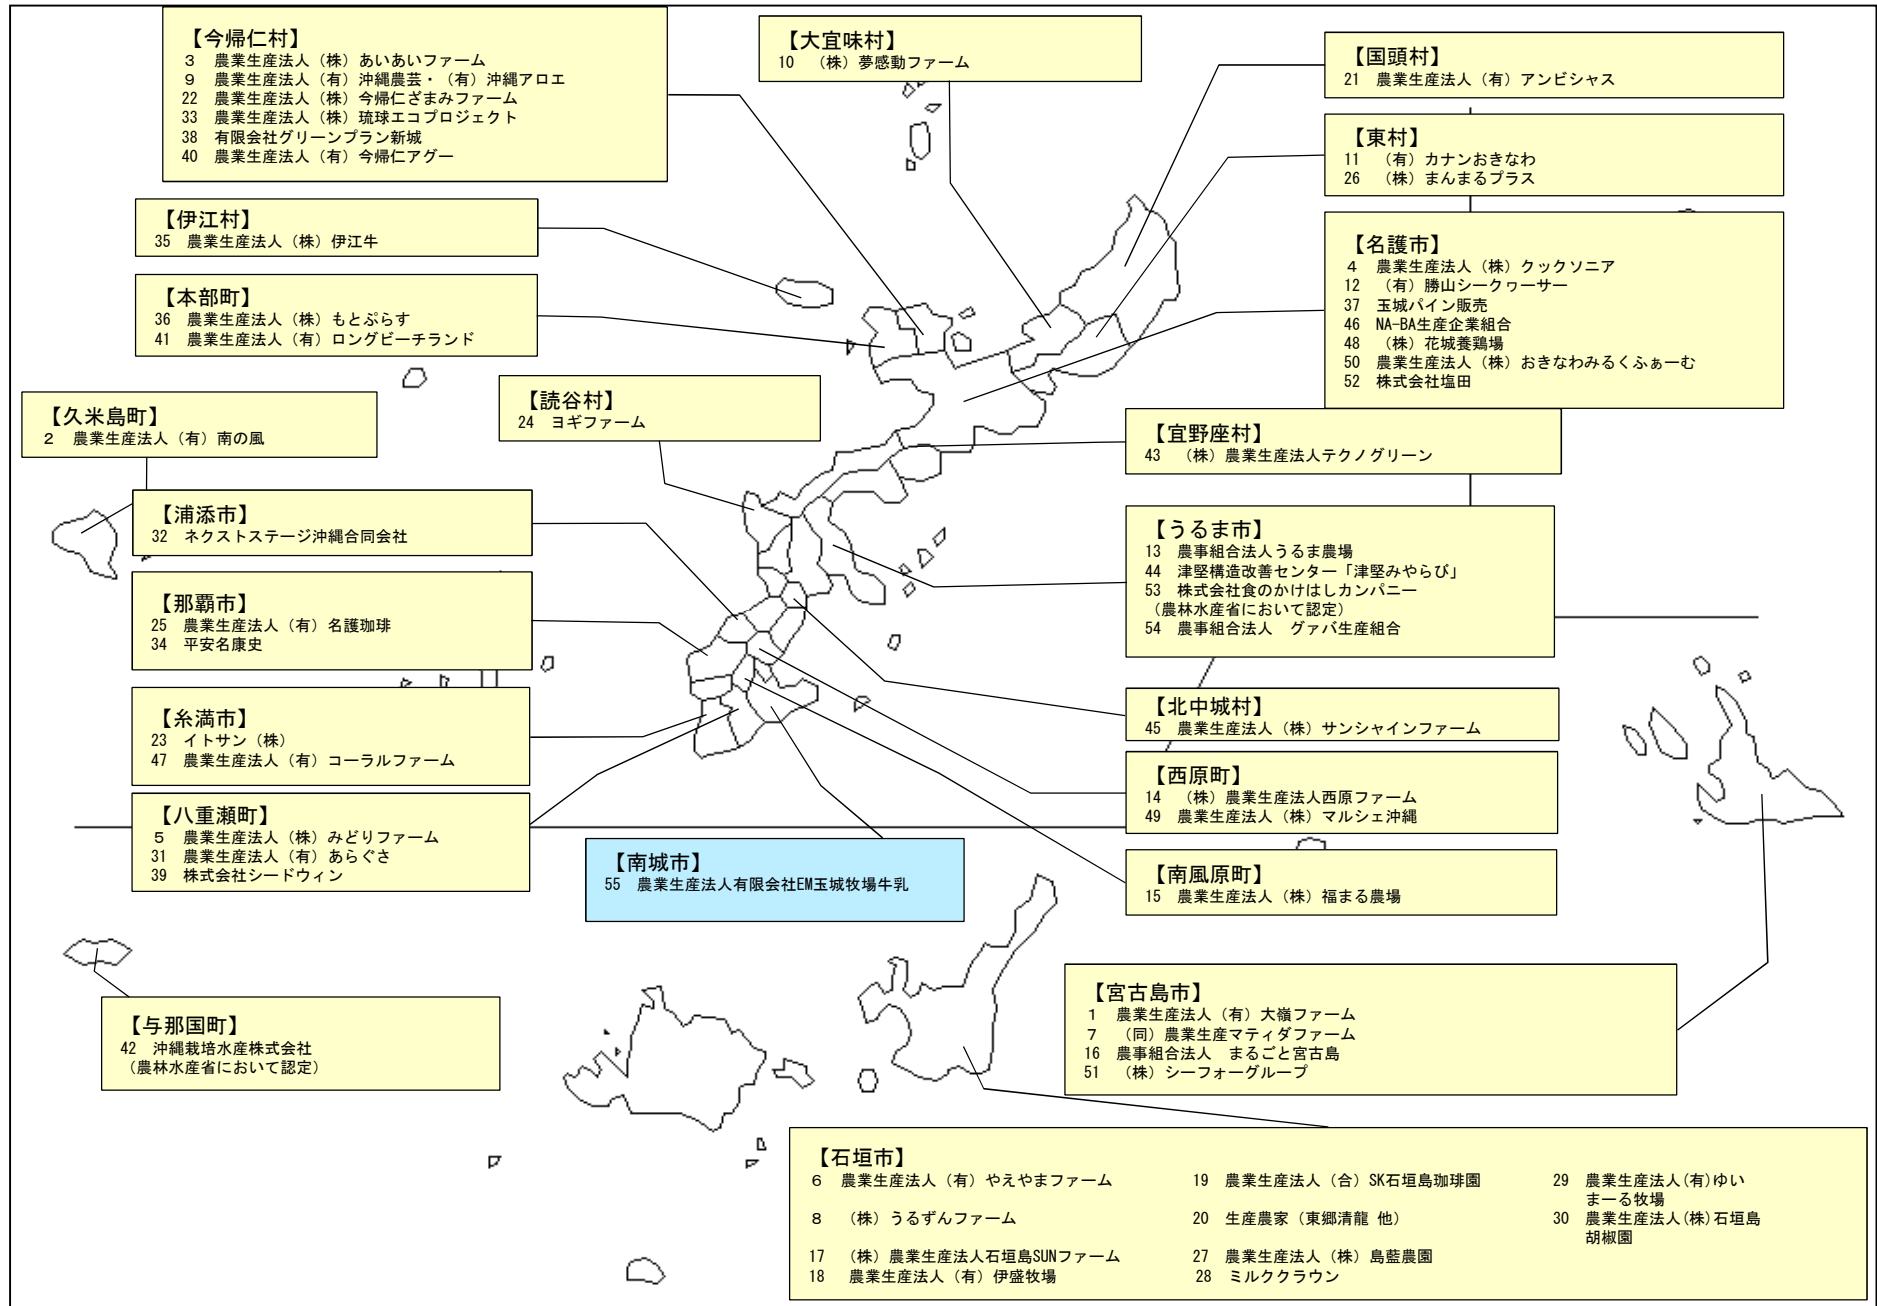 【今帰仁村】
3 農業生産法人（株）あいあいファーム
9 農業生産法人（有）沖縄農芸・（有）沖縄アロエ
22 農業生産法人（株）今帰仁ざまみファーム
33 農業生産法人（株）琉球エコプロジェクト
38 有限会社グリーンプラン新城
40 農業生産法人（有）今帰仁アグー
【大宜味村】
10 （株）夢感動ファーム
【国頭村】
21 農業生産法人（有）アンビシャス
【東村】
11 （有）カナンおきなわ
26 （株）まんまるプラス
【伊江村】
35 農業生産法人（株）伊江牛
【名護市】
4 農業生産法人（株）クックソニア
12 （有）勝山シークヮーサー
37 玉城パイン販売
46 NA-BA生産企業組合
48 （株）花城養鶏場
50 農業生産法人（株）おきなわみるくふぁーむ
52 株式会社塩田
【本部町】
36 農業生産法人（株）もとぷらす
41 農業生産法人（有）ロングビーチランド
【読谷村】
24 ヨギファーム
【久米島町】
2 農業生産法人（有）南の風
【宜野座村】
43 （株）農業生産法人テクノグリーン
【浦添市】
32 ネクストステージ沖縄合同会社
【うるま市】
13 農事組合法人うるま農場
44 津堅構造改善センター「津堅みやらび」
53 株式会社食のかけはしカンパニー
（農林水産省において認定）
54 農事組合法人 グァバ生産組合
【那覇市】
25 農業生産法人（有）名護珈琲
34 平安名康史
【糸満市】
23 イトサン（株）
47 農業生産法人（有）コーラルファーム
【北中城村】
45 農業生産法人（株）サンシャインファーム
【西原町】
14 （株）農業生産法人西原ファーム
49 農業生産法人（株）マルシェ沖縄
【八重瀬町】
5 農業生産法人（株）みどりファーム
31 農業生産法人（有）あらぐさ
39 株式会社シードウィン
【南城市】
55 農業生産法人有限会社EM玉城牧場牛乳
【南風原町】
15 農業生産法人（株）福まる農場
【与那国町】
42 沖縄栽培水産株式会社
（農林水産省において認定）
【宮古島市】
1 農業生産法人（有）大嶺ファーム
7 （同）農業生産マティダファーム
16 農事組合法人 まるごと宮古島
51 （株）シーフォーグループ
【石垣市】
6 農業生産法人（有）やえやまファーム
8 （株）うるずんファーム
17 （株）農業生産法人石垣島SUNファーム
18 農業生産法人（有）伊盛牧場
19 農業生産法人（合）SK石垣島珈琲園
20 生産農家（東郷清龍 他）
27 農業生産法人（株）島藍農園
28 ミルククラウン
29 農業生産法人(有)ゆい
まーる牧場
30 農業生産法人(株)石垣島
胡椒園